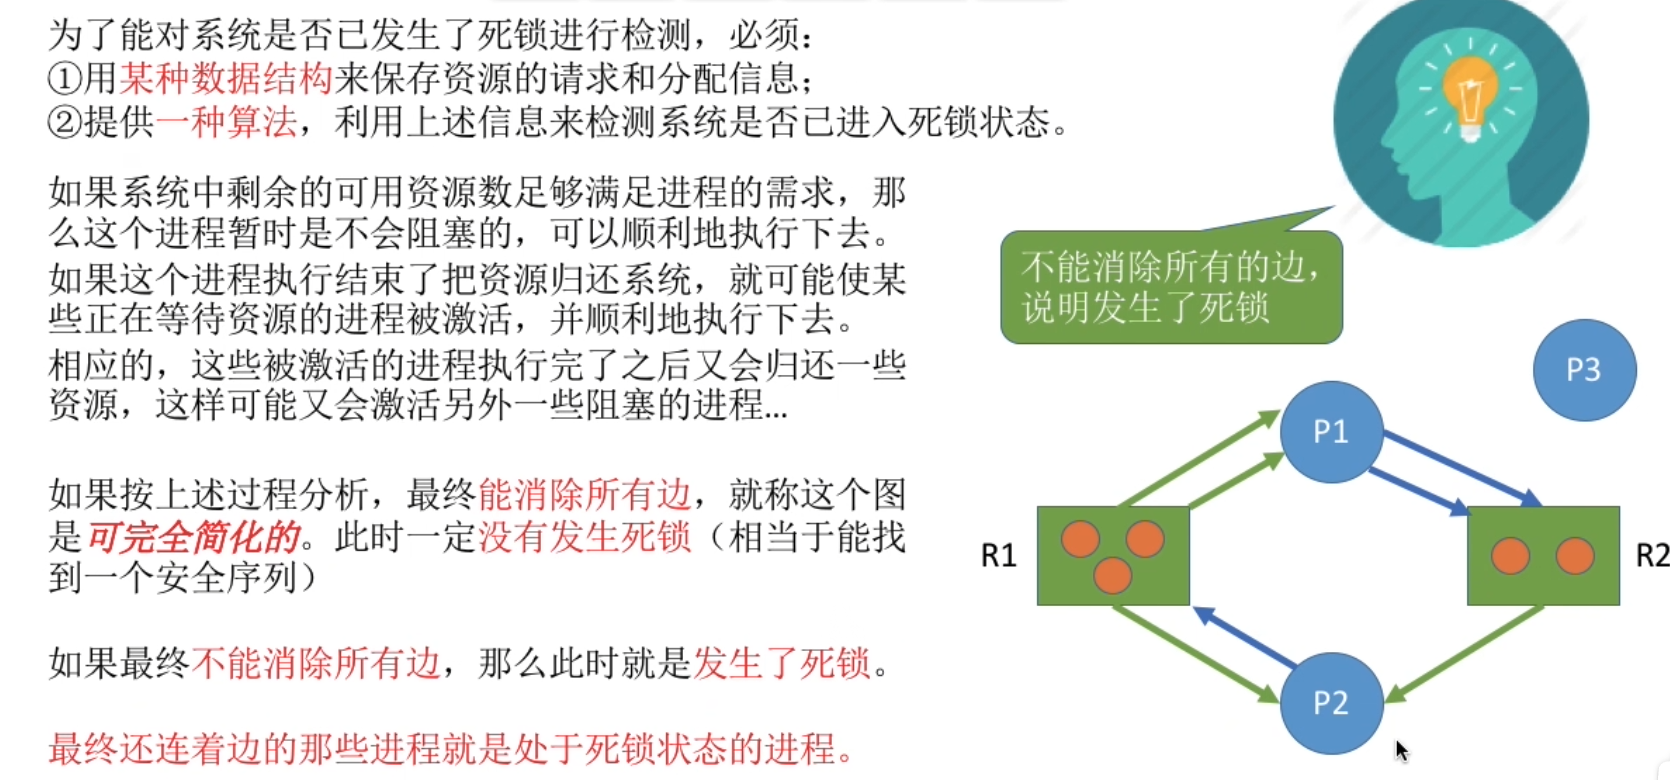 为了能对系统是否已发生了死锁进行检测，必须：
①用某种数据结构来保存资源的请求和分配信息；
②提供一种算法，利用上述信息来检测系统是否已进入死锁状态。
如果系统中剩余的可用资源数足够满足进程的需求，那
么这个进程暂时是不会阻塞的，可以顺利地执行下去。
如果这个进程执行结束了把资源归还系统，就可能使某
些正在等待资源的进程被激活，并顺利地执行下去。
相应的，这些被激活的进程执行完了之后又会归还一些
资源，这样可能又会激活另外一些阻塞的进程...
如果按上述过程分析，最终能消除所有边，就称这个图
是可完全简化的。此时一定没有发生死锁（相当于能找
到一个安全序列）
如果最终不能消除所有边，那么此时就是发生了死锁。
最终还连着边的那些进程就是处于死锁状态的进程。
不能消除所有的边，
说明发生了死锁
P3
P1
R1
R2
P2